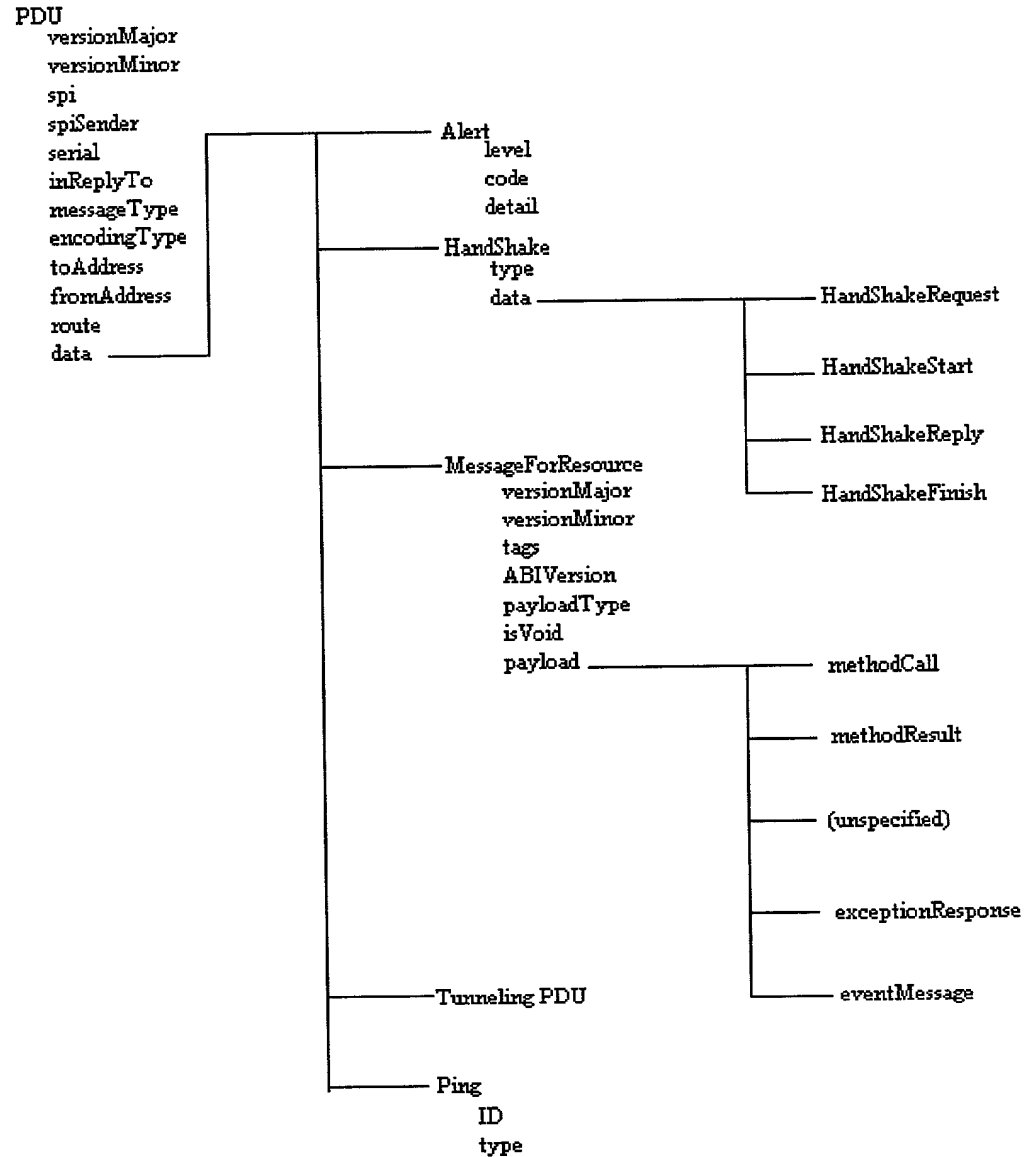 PDU
versionMajor
versionMinor
spi
spiSender
serial
inReplyTo
messageType
encodingType
toAddress
fromAddress
route
data
Alert
level
code
detail
HandShake
type
data
HandShakeRequest
HandShakeStart
HandShakeReply
HandShakeFinish
MessageForResource
versionMajor
versionMinor
tags
ABIVersion
payloadType
isVoid
payload
methodCall
methodResult
(unspecified)
exceptionResponse
eventMessage
Tunneling PDU
Ping
ID
type